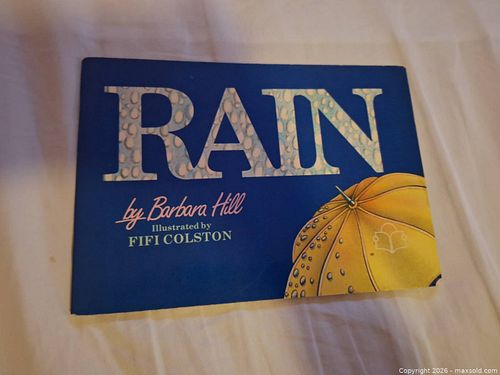 RAIN
by Barbara Hill
Illustrated by
FIFI COLSTON
Copyright 2026 - maxsold.com